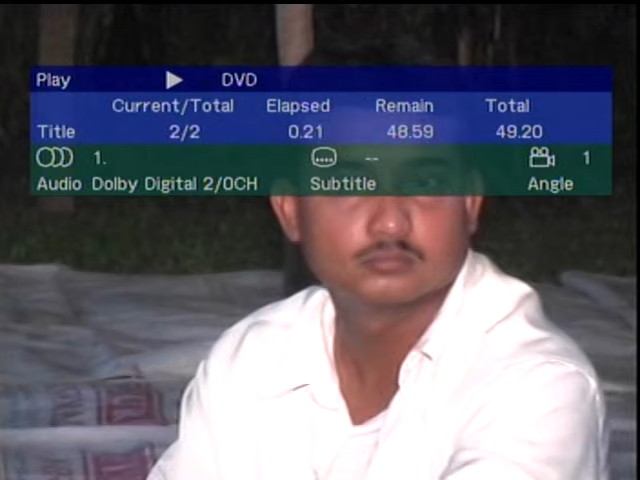 Play ▶ DVD
Current/Total Elapsed Remain Total
Title 2/2 0.21 48.59 49.20
1. -- 1
Audio Dolby Digital 2/0CH Subtitle Angle